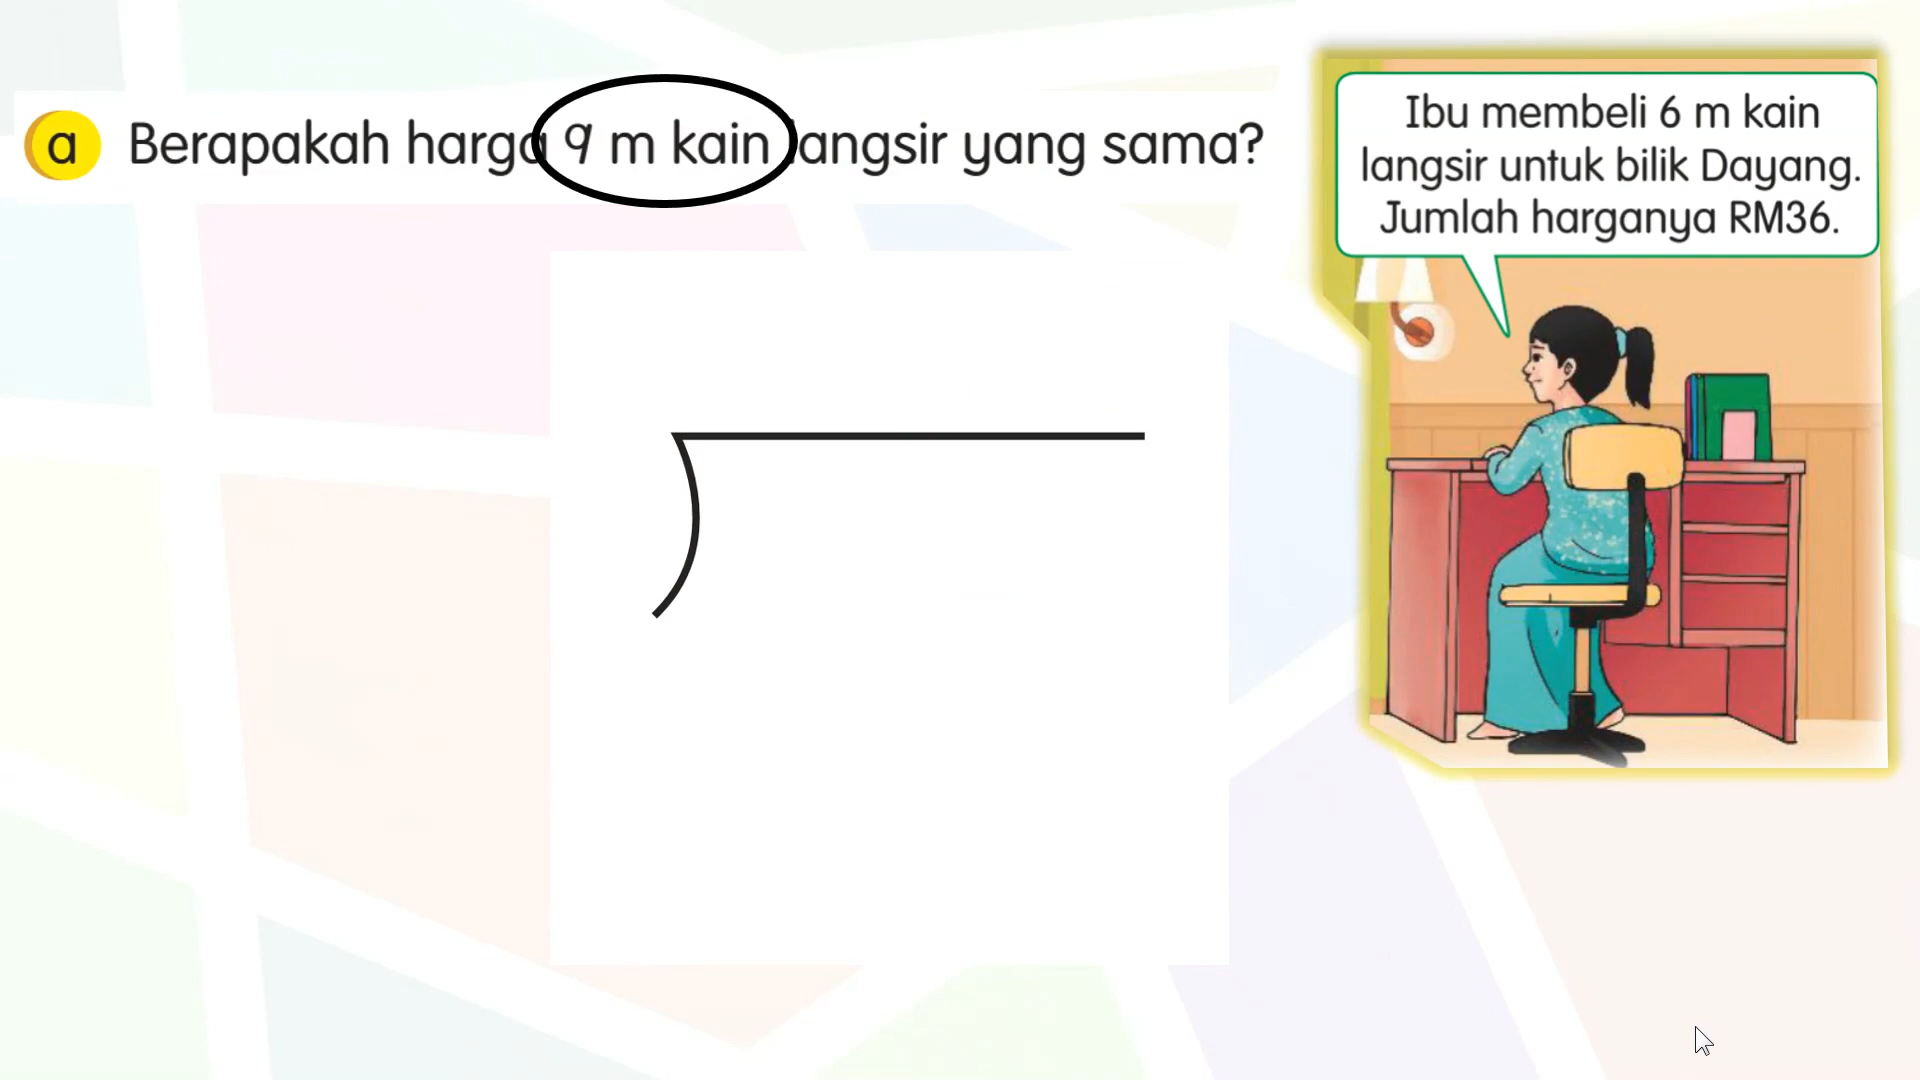 a Berapakah harga 9 m kain langsir yang sama?
Ibu membeli 6 m kain
langsir untuk bilik Dayang.
Jumlah harganya RM36.